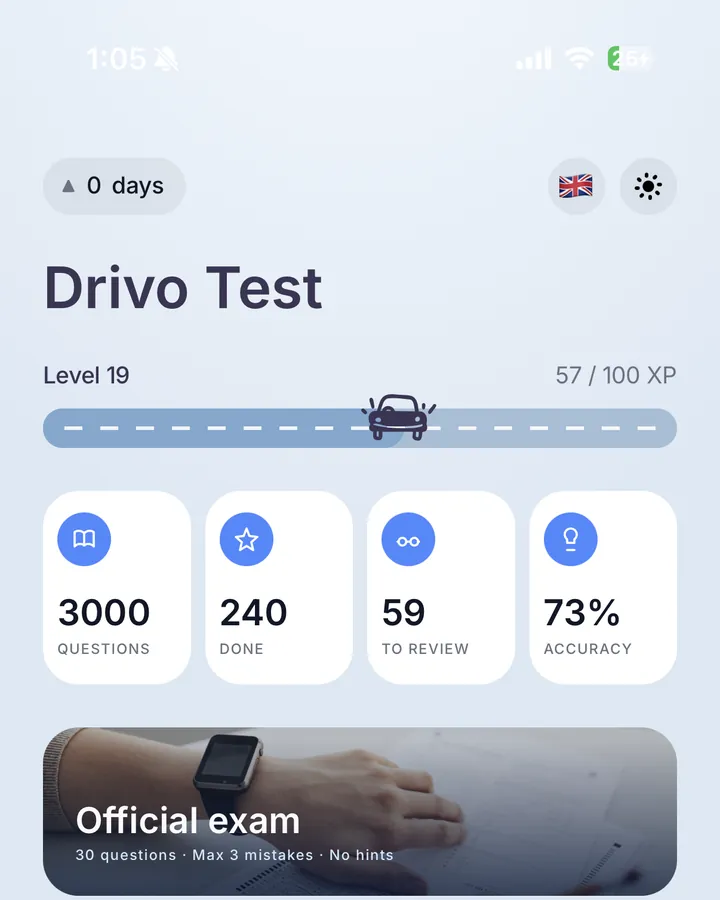 1:05
25+
0 days
Drivo Test
Level 19
57 / 100 XP
3000
QUESTIONS
240
DONE
59
TO REVIEW
73%
ACCURACY
Official exam
30 questions · Max 3 mistakes · No hints